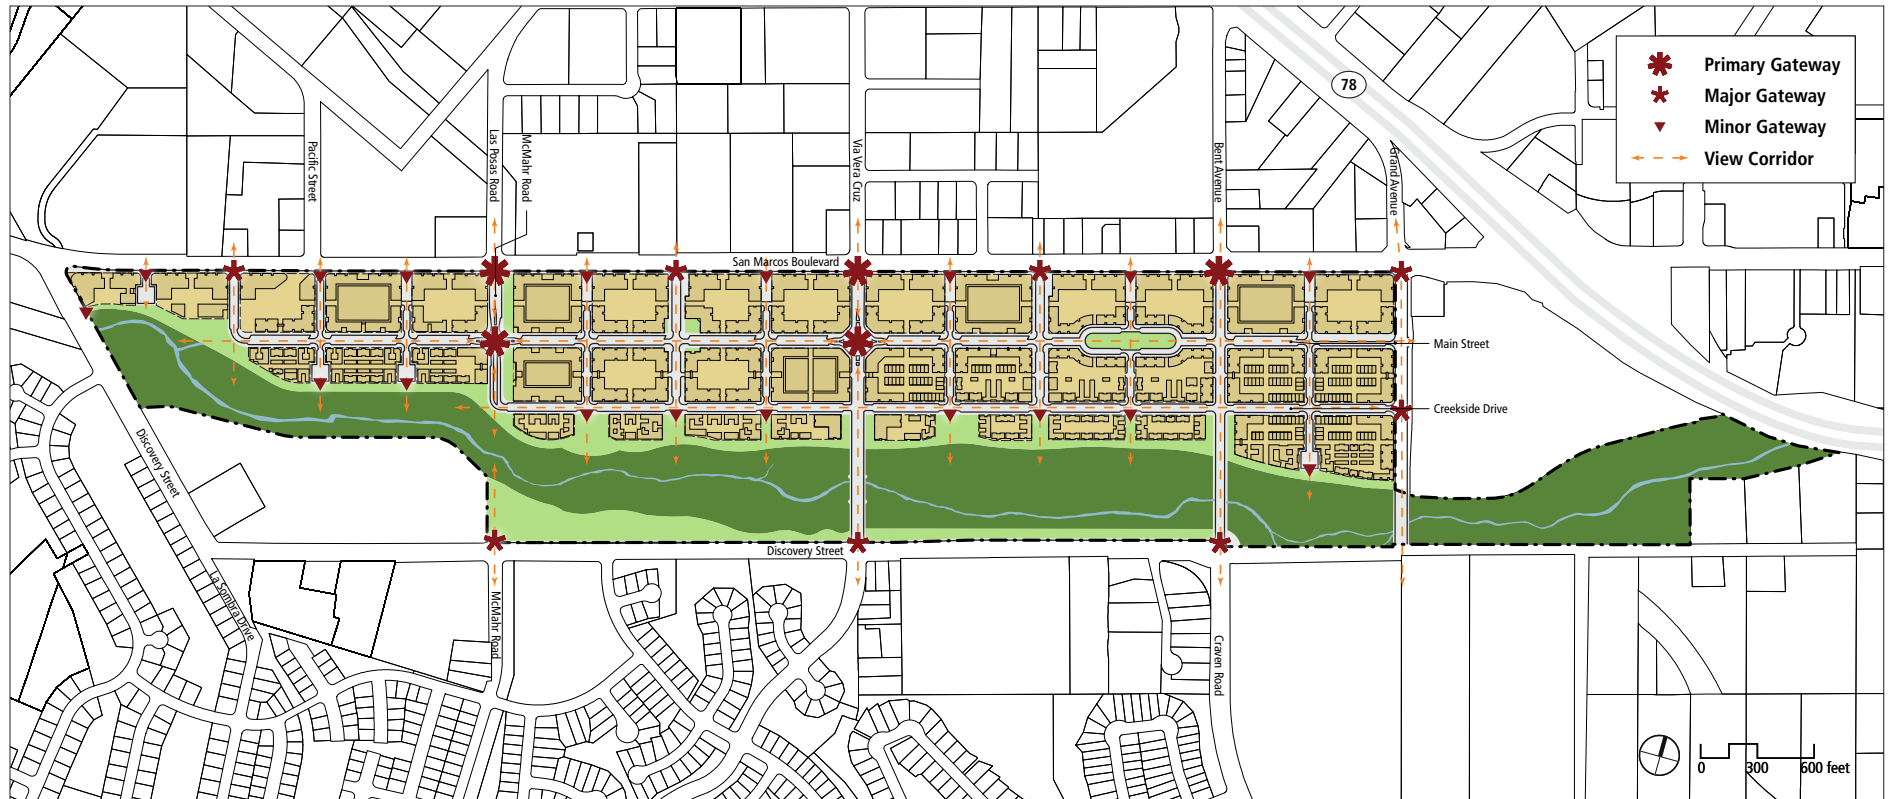 Primary Gateway
Major Gateway
Minor Gateway
View Corridor
78
Pacific Street
Las Posas Road
McMahr Road
Via Vera Cruz
Bent Avenue
Grand Avenue
San Marcos Boulevard
Main Street
Creekside Drive
Discovery Street
Discovery Street
La Sombra Drive
McMahr Road
Craven Road
0 300 600 feet